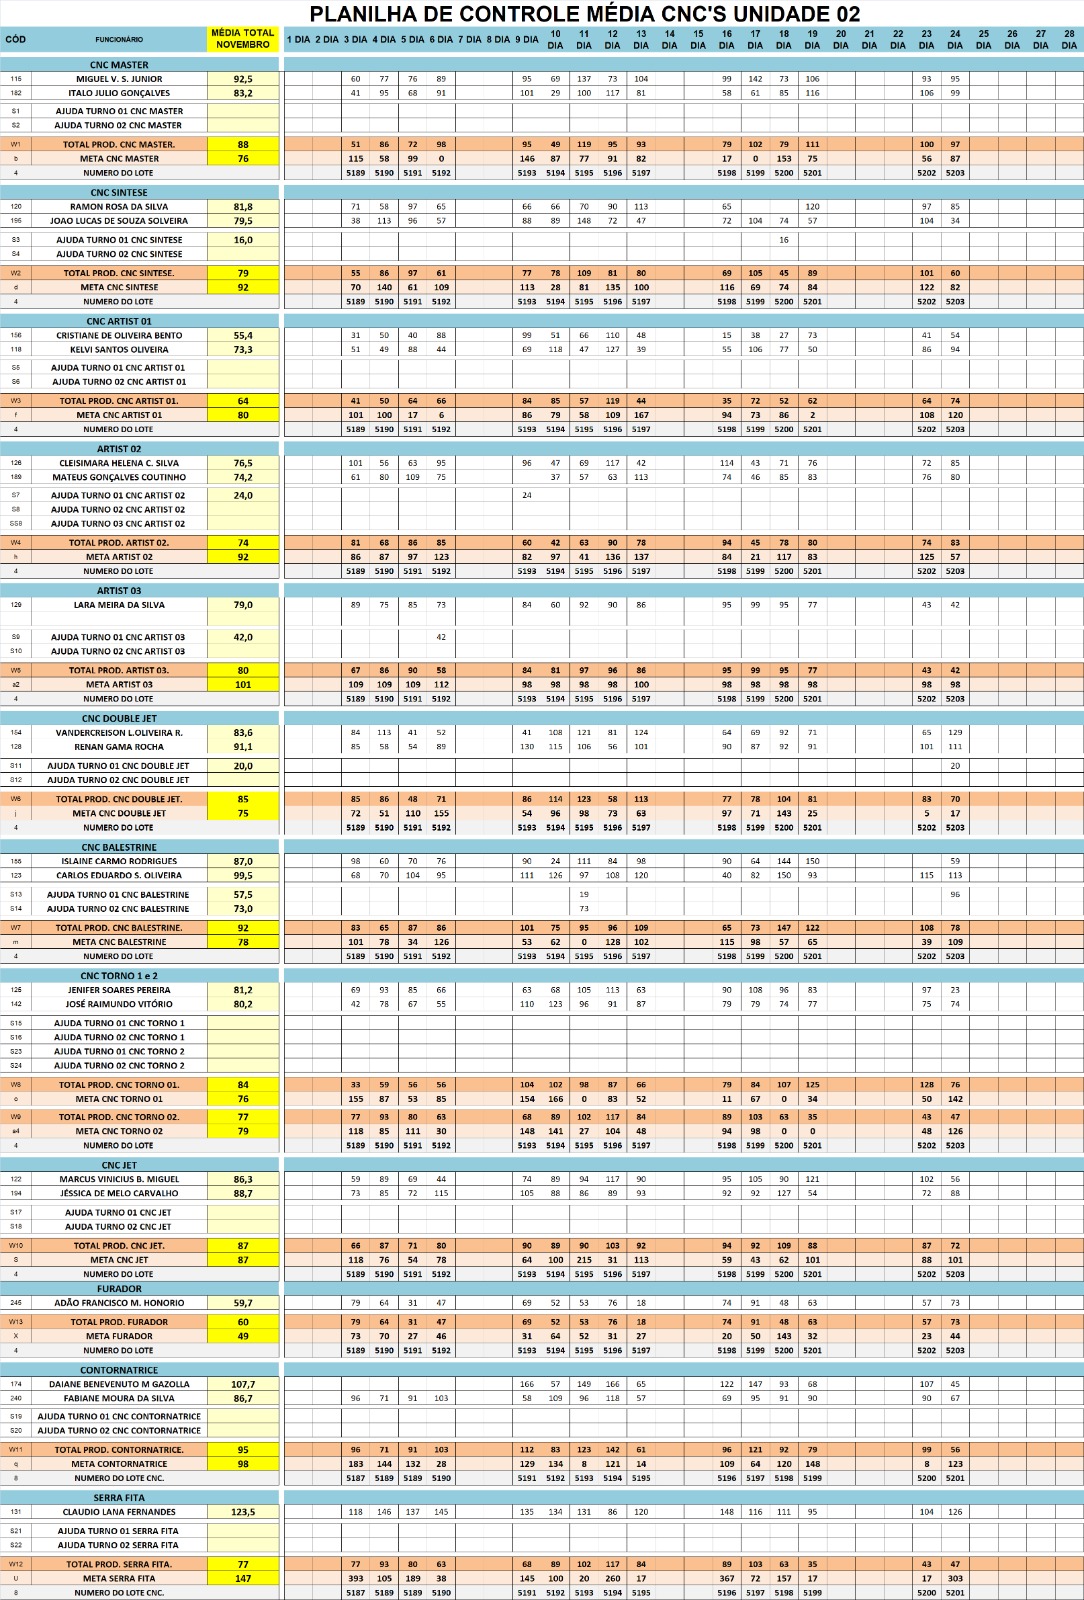 PLANILHA DE CONTROLE MÉDIA CNC'S UNIDADE 02
CÓD FUNCIONÁRIO MÉDIA TOTAL NOVEMBRO 1 DIA 2 DIA 3 DIA 4 DIA 5 DIA 6 DIA 7 DIA 8 DIA 9 DIA 10 DIA 11 DIA 12 DIA 13 DIA 14 DIA 15 DIA 16 DIA 17 DIA 18 DIA 19 DIA 20 DIA 21 DIA 22 DIA 23 DIA 24 DIA 25 DIA 26 DIA 27 DIA 28 DIA
CNC MASTER
115 MIGUEL V. S. JUNIOR 92,5 60 77 76 89 95 69 137 73 104 99 142 73 106 93 95
182 ITALO JULIO GONÇALVES 83,2 41 95 68 91 101 29 100 117 81 58 61 85 116 106 99
S1 AJUDA TURNO 01 CNC MASTER
S2 AJUDA TURNO 02 CNC MASTER
W1 TOTAL PROD. CNC MASTER. 88 51 86 72 98 95 49 119 95 93 79 102 79 111 100 97
b META CNC MASTER 76 115 58 99 0 146 87 77 91 82 17 0 153 75 56 87
4 NUMERO DO LOTE 5189 5190 5191 5192 5193 5194 5195 5196 5197 5198 5199 5200 5201 5202 5203
CNC SINTESE
120 RAMON ROSA DA SILVA 81,8 71 58 97 65 66 66 70 90 113 65 120 97 85
195 JOAO LUCAS DE SOUZA SOLVEIRA 79,5 38 113 96 57 88 89 148 72 47 72 104 74 57 104 34
S3 AJUDA TURNO 01 CNC SINTESE 16,0 16
S4 AJUDA TURNO 02 CNC SINTESE
W2 TOTAL PROD. CNC SINTESE. 79 55 86 97 61 77 78 109 81 80 69 105 45 89 101 60
d META CNC SINTESE 92 70 140 61 109 113 28 81 135 100 116 69 74 84 122 82
4 NUMERO DO LOTE 5189 5190 5191 5192 5193 5194 5195 5196 5197 5198 5199 5200 5201 5202 5203
CNC ARTIST 01
156 CRISTIANE DE OLIVEIRA BENTO 55,4 31 50 40 88 99 51 66 110 48 15 38 27 73 41 54
118 KELVI SANTOS OLIVEIRA 73,3 51 49 88 44 69 118 47 127 39 55 106 77 50 86 94
S5 AJUDA TURNO 01 CNC ARTIST 01
S6 AJUDA TURNO 02 CNC ARTIST 01
W3 TOTAL PROD. CNC ARTIST 01. 64 41 50 64 66 84 85 57 119 44 35 72 52 62 64 74
f META CNC ARTIST 01 80 101 100 17 6 86 79 58 109 167 94 73 86 2 108 120
4 NUMERO DO LOTE 5189 5190 5191 5192 5193 5194 5195 5196 5197 5198 5199 5200 5201 5202 5203
ARTIST 02
126 CLEISIMARA HELENA C. SILVA 76,5 101 56 63 95 96 47 69 117 42 114 43 71 76 72 85
189 MATEUS GONÇALVES COUTINHO 74,2 61 80 109 75 37 57 63 113 74 46 85 83 76 80
S7 AJUDA TURNO 01 CNC ARTIST 02 24,0 24
S8 AJUDA TURNO 02 CNC ARTIST 02
SS8 AJUDA TURNO 03 CNC ARTIST 02
W4 TOTAL PROD. ARTIST 02. 74 81 68 86 85 60 42 63 90 78 94 45 78 80 74 83
h META ARTIST 02 92 86 87 97 123 82 97 41 136 137 84 21 117 83 125 57
4 NUMERO DO LOTE 5189 5190 5191 5192 5193 5194 5195 5196 5197 5198 5199 5200 5201 5202 5203
ARTIST 03
129 LARA MEIRA DA SILVA 79,0 89 75 85 73 84 60 92 90 86 95 99 95 77 43 42
S9 AJUDA TURNO 01 CNC ARTIST 03 42,0 42
S10 AJUDA TURNO 02 CNC ARTIST 03
W5 TOTAL PROD. ARTIST 03. 80 67 86 90 58 84 81 97 96 86 95 99 95 77 43 42
a2 META ARTIST 03 101 109 109 109 112 98 98 98 98 100 98 98 98 98 98 98
4 NUMERO DO LOTE 5189 5190 5191 5192 5193 5194 5195 5196 5197 5198 5199 5200 5201 5202 5203
CNC DOUBLE JET
154 VANDERCREISON L.OLIVEIRA R. 83,6 84 113 41 52 41 108 121 81 124 64 69 92 71 65 129
128 RENAN GAMA ROCHA 91,1 85 58 54 89 130 115 106 56 101 90 87 92 91 101 111
S11 AJUDA TURNO 01 CNC DOUBLE JET 20,0 20
S12 AJUDA TURNO 02 CNC DOUBLE JET
W6 TOTAL PROD. CNC DOUBLE JET. 85 85 86 48 71 86 114 123 58 113 77 78 104 81 83 70
j META CNC DOUBLE JET 75 72 51 110 155 54 96 98 73 63 97 71 143 25 5 17
4 NUMERO DO LOTE 5189 5190 5191 5192 5193 5194 5195 5196 5197 5198 5199 5200 5201 5202 5203
CNC BALESTRINE
155 ISLAINE CARMO RODRIGUES 87,0 98 60 70 76 90 24 111 84 98 90 64 144 150 59
123 CARLOS EDUARDO S. OLIVEIRA 99,5 68 70 104 95 111 126 97 108 120 40 82 150 93 115 113
S13 AJUDA TURNO 01 CNC BALESTRINE 57,5 19 96
S14 AJUDA TURNO 02 CNC BALESTRINE 73,0 73
W7 TOTAL PROD. CNC BALESTRINE. 92 83 65 87 86 101 75 95 96 109 65 73 147 122 108 78
m META CNC BALESTRINE 78 101 78 34 126 53 62 0 128 102 115 98 57 65 39 109
4 NUMERO DO LOTE 5189 5190 5191 5192 5193 5194 5195 5196 5197 5198 5199 5200 5201 5202 5203
CNC TORNO 1 e 2
125 JENIFER SOARES PEREIRA 81,2 69 93 85 66 63 68 105 113 63 90 108 96 83 97 23
142 JOSÉ RAIMUNDO VITÓRIO 80,2 42 78 67 55 110 123 96 91 87 79 79 74 77 75 74
S15 AJUDA TURNO 01 CNC TORNO 1
S16 AJUDA TURNO 02 CNC TORNO 1
S23 AJUDA TURNO 01 CNC TORNO 2
S24 AJUDA TURNO 02 CNC TORNO 2
W8 TOTAL PROD. CNC TORNO 01. 84 33 59 56 56 104 102 98 87 66 79 84 107 125 128 76
o META CNC TORNO 01 76 155 87 53 85 154 166 0 83 52 11 67 0 34 50 142
W9 TOTAL PROD. CNC TORNO 02. 77 77 93 80 63 68 89 102 117 84 89 103 63 35 43 47
a4 META CNC TORNO 02 79 118 85 111 30 148 141 27 104 48 94 98 0 0 48 126
4 NUMERO DO LOTE 5189 5190 5191 5192 5193 5194 5195 5196 5197 5198 5199 5200 5201 5202 5203
CNC JET
122 MARCUS VINICIUS B. MIGUEL 86,3 59 89 69 44 74 89 94 117 90 95 105 90 121 102 56
194 JÉSSICA DE MELO CARVALHO 88,7 73 85 72 115 105 88 86 89 93 92 92 127 54 72 88
S17 AJUDA TURNO 01 CNC JET
S18 AJUDA TURNO 02 CNC JET
W10 TOTAL PROD. CNC JET. 87 66 87 71 80 90 89 90 103 92 94 92 109 88 87 72
S META CNC JET 87 118 76 54 78 64 100 215 31 113 59 43 62 101 88 101
4 NUMERO DO LOTE 5189 5190 5191 5192 5193 5194 5195 5196 5197 5198 5199 5200 5201 5202 5203
FURADOR
245 ADÃO FRANCISCO M. HONORIO 59,7 79 64 31 47 69 52 53 76 18 74 91 48 63 57 73
W13 TOTAL PROD. FURADOR 60 79 64 31 47 69 52 53 76 18 74 91 48 63 57 73
X META FURADOR 49 73 70 27 46 31 64 52 31 27 20 50 143 32 23 44
4 NUMERO DO LOTE 5189 5190 5191 5192 5193 5194 5195 5196 5197 5198 5199 5200 5201 5202 5203
CONTORNATRICE
174 DAIANE BENEVENUTO M GAZOLLA 107,7 166 57 149 166 65 122 147 93 68 107 45
240 FABIANE MOURA DA SILVA 86,7 96 71 91 103 58 109 96 118 57 69 95 91 90 90 67
S19 AJUDA TURNO 01 CNC CONTORNATRICE
S20 AJUDA TURNO 02 CNC CONTORNATRICE
W11 TOTAL PROD. CONTORNATRICE. 95 96 71 91 103 112 83 123 142 61 96 121 92 79 99 56
q META CONTORNATRICE 98 183 144 132 28 129 134 8 121 14 109 64 120 148 8 123
8 NUMERO DO LOTE CNC. 5187 5188 5189 5190 5191 5192 5193 5194 5195 5196 5197 5198 5199 5200 5201
SERRA FITA
131 CLAUDIO LANA FERNANDES 123,5 118 146 137 145 135 134 131 86 120 148 116 111 95 104 126
S21 AJUDA TURNO 01 SERRA FITA
S22 AJUDA TURNO 02 SERRA FITA
W12 TOTAL PROD. SERRA FITA. 77 77 93 80 63 68 89 102 117 84 89 103 63 35 43 47
U META SERRA FITA 147 393 105 189 38 145 100 20 260 17 367 72 157 17 17 303
8 NUMERO DO LOTE CNC. 5187 5189 5189 5190 5191 5192 5193 5194 5195 5196 5197 5198 5199 5200 5201